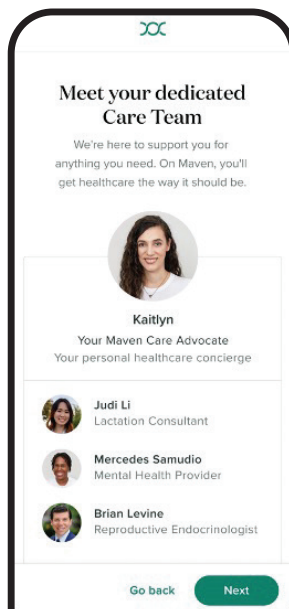 Meet your dedicated
Care Team
We're here to support you for
anything you need. On Maven, you'll
get healthcare the way it should be.
Kaitlyn
Your Maven Care Advocate
Your personal healthcare concierge
Judi Li
Lactation Consultant
Mercedes Samudio
Mental Health Provider
Brian Levine
Reproductive Endocrinologist
Go back
Next